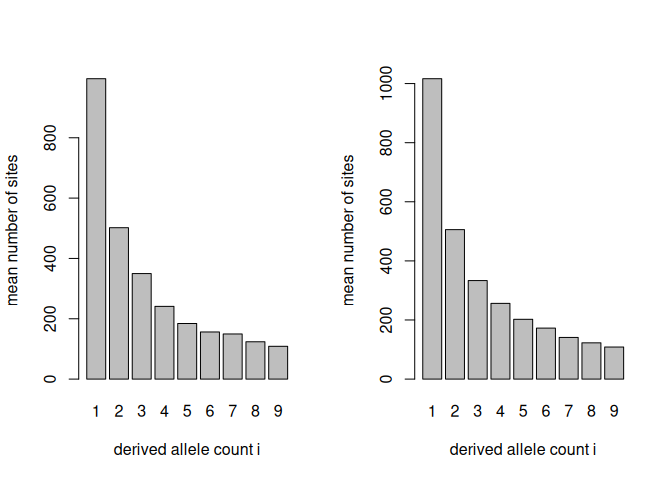 mean number of sites
0 200 400 600 800
1 2 3 4 5 6 7 8 9
derived allele count i
mean number of sites
0 200 400 600 800 1000
1 2 3 4 5 6 7 8 9
derived allele count i